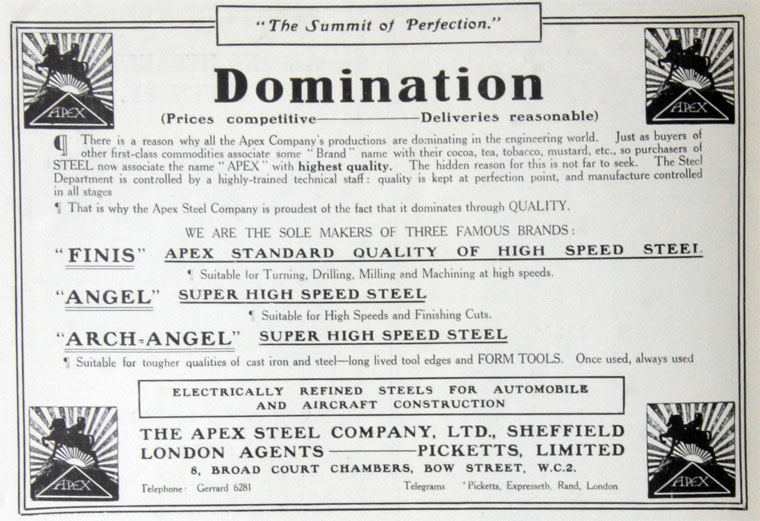 "The Summit of Perfection."
APEX
APEX
Domination
(Prices competitive———Deliveries reasonable)
¶ There is a reason why all the Apex Company's productions are dominating in the engineering world. Just as buyers of
other first-class commodities associate some "Brand" name with their cocoa, tea, tobacco, mustard, etc., so purchasers of
STEEL now associate the name "APEX" with highest quality. The hidden reason for this is not far to seek. The Steel
Department is controlled by a highly-trained technical staff: quality is kept at perfection point, and manufacture controlled
in all stages
¶ That is why the Apex Steel Company is proudest of the fact that it dominates through QUALITY.
WE ARE THE SOLE MAKERS OF THREE FAMOUS BRANDS:
"FINIS" APEX STANDARD QUALITY OF HIGH SPEED STEEL
¶ Suitable for Turning, Drilling, Milling and Machining at high speeds.
"ANGEL" SUPER HIGH SPEED STEEL
¶ Suitable for High Speeds and Finishing Cuts.
"ARCH-ANGEL" SUPER HIGH SPEED STEEL
¶ Suitable for tougher qualities of cast iron and steel—long lived tool edges and FORM TOOLS. Once used, always used
ELECTRICALLY REFINED STEELS FOR AUTOMOBILE
AND AIRCRAFT CONSTRUCTION
THE APEX STEEL COMPANY, LTD., SHEFFIELD
LONDON AGENTS———PICKETTS, LIMITED
8, BROAD COURT CHAMBERS, BOW STREET, W.C.2.
Telephone: Gerrard 6281 Telegrams "Picketts, Expresseth, Rand, London
APEX
APEX